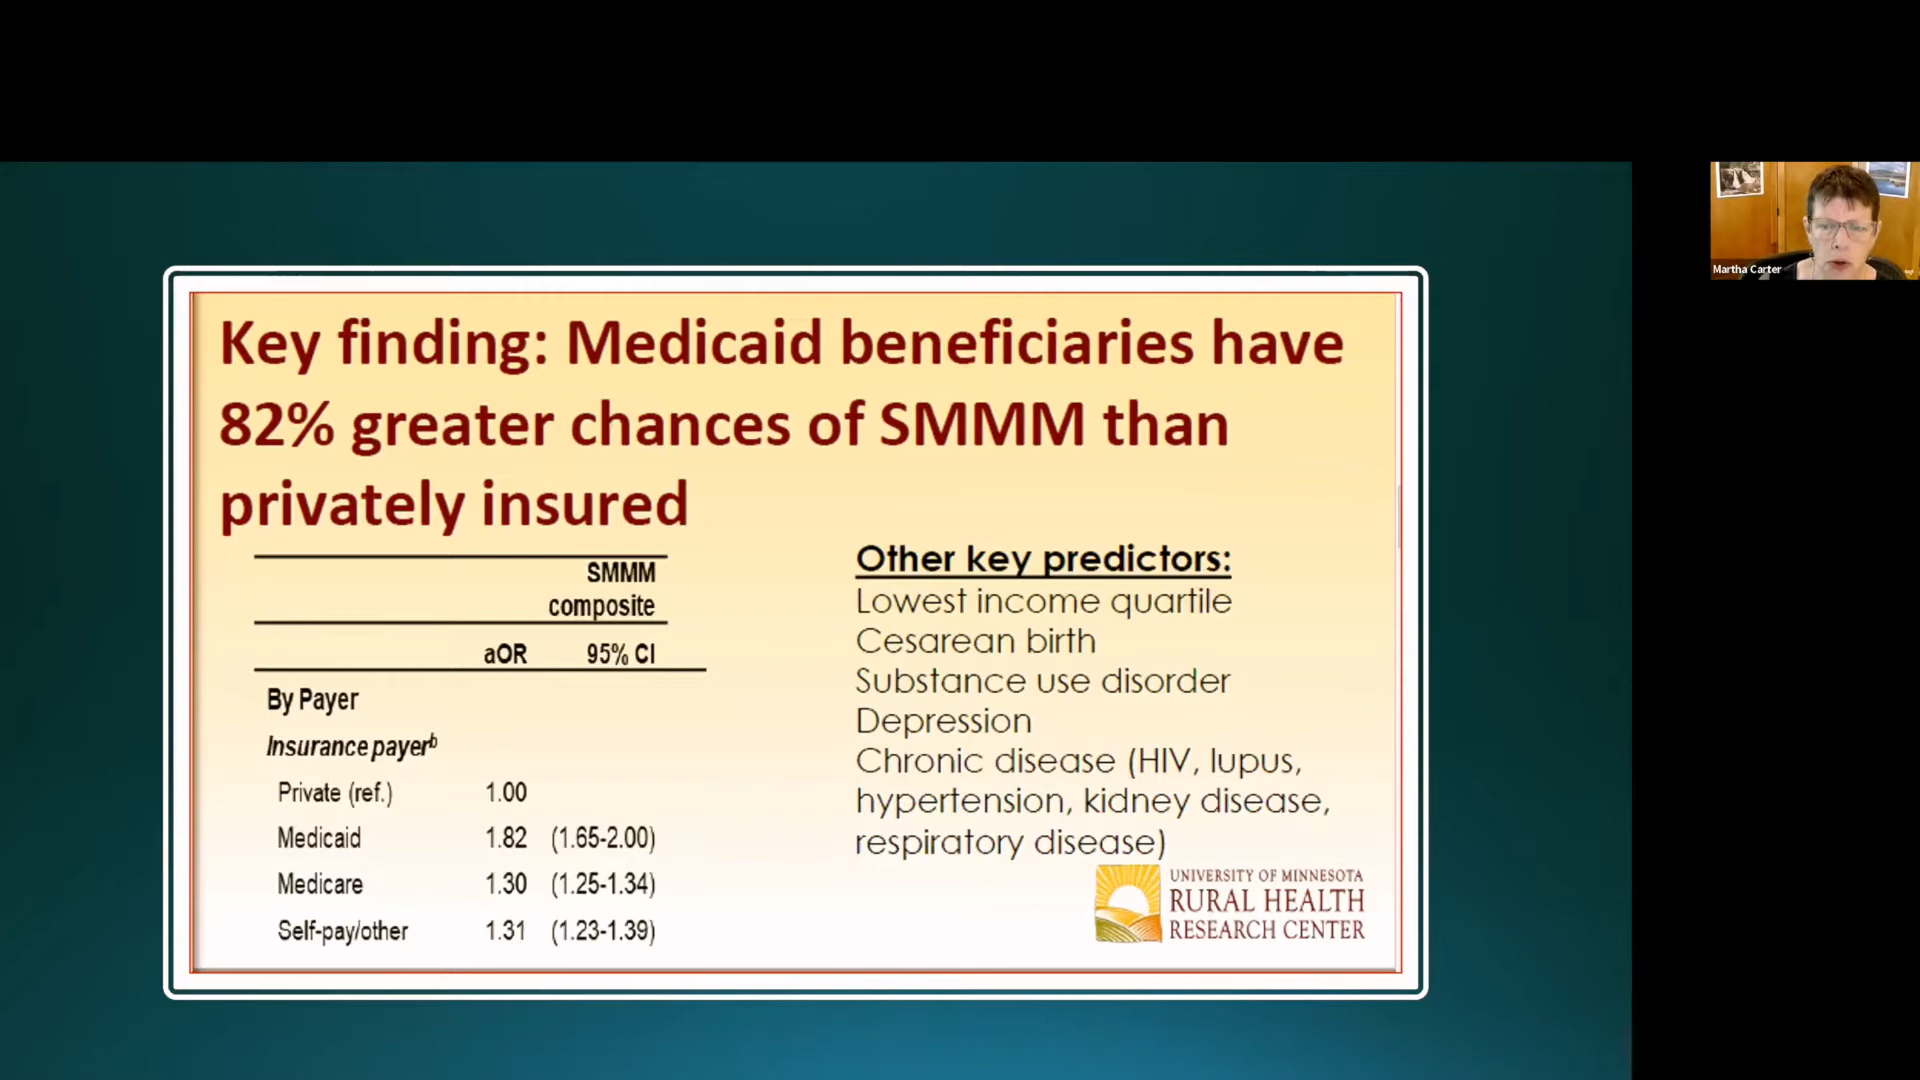 Key finding: Medicaid beneficiaries have
82% greater chances of SMMM than
privately insured
SMMM
composite
aOR 95% CI
By Payer
Insurance payerᵇ
Private (ref.) 1.00
Medicaid 1.82 (1.65-2.00)
Medicare 1.30 (1.25-1.34)
Self-pay/other 1.31 (1.23-1.39)
Other key predictors:
Lowest income quartile
Cesarean birth
Substance use disorder
Depression
Chronic disease (HIV, lupus,
hypertension, kidney disease,
respiratory disease)
UNIVERSITY OF MINNESOTA
RURAL HEALTH
RESEARCH CENTER
Martha Carter